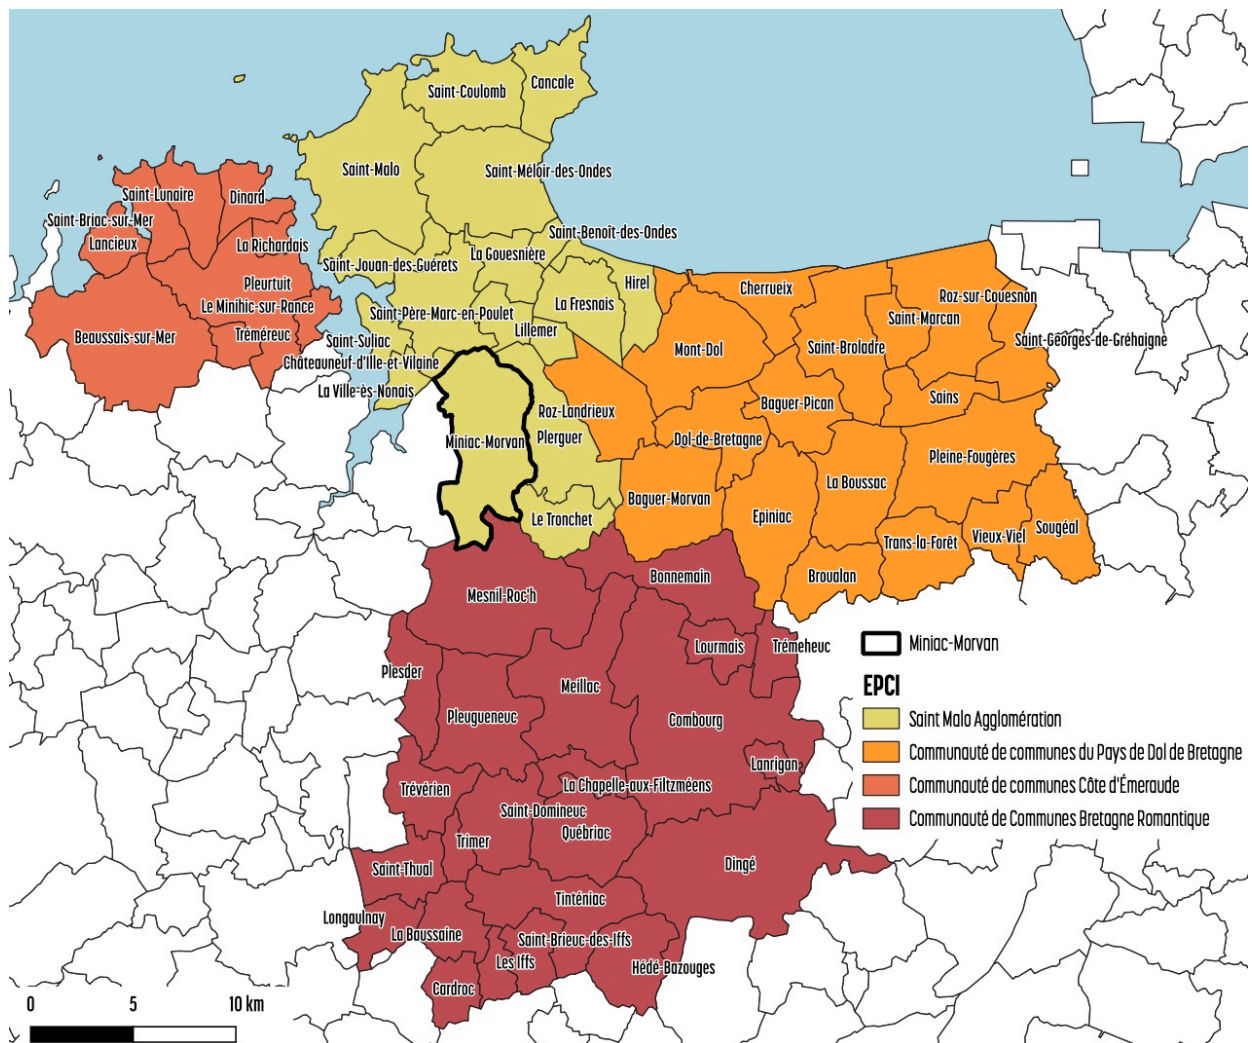 Cancale
Saint-Coulomb
Saint-Malo
Saint-Méloir-des-Ondes
Saint-Lunaire
Dinard
Saint-Briac-sur-Mer
Lancieux
La Richardais
Saint-Benoît-des-Ondes
La Gouesnière
Saint-Jouan-des-Guérets
Pleurtuit
Hirel
Cherrueix
Roz-sur-Couesnon
Le Minihic-sur-Rance
La Fresnais
Saint-Père-Marc-en-Poulet
Saint-Marcan
Lillemer
Beaussais-sur-Mer
Tréméreuc
Saint-Suliac
Mont-Dol
Saint-Broladre
Saint-Georges-de-Gréhaigne
Châteauneuf-d'Ille-et-Vilaine
La Ville-ès-Nonais
Baguer-Pican
Sains
Roz-Landrieux
Miniac-Morvan
Plerguer
Dol-de-Bretagne
Pleine-Fougères
La Boussac
Baguer-Morvan
Le Tronchet
Epiniac
Sougéal
Vieux-Viel
Trans-la-Forêt
Bonnemain
Broualan
Mesnil-Roc'h
Lourmais
Trémeheuc
Plesder
Meillac
Pleugueneuc
Combourg
Lanrigan
Trévérien
La Chapelle-aux-Filtzméens
Saint-Domineuc
Québriac
Trimer
Dingé
Saint-Thual
Tinténiac
Longaulnay
La Baussaine
Saint-Brieuc-des-Iffs
Les Iffs
Hédé-Bazouges
Cardroc
Miniac-Morvan
EPCI
Saint Malo Agglomération
Communauté de communes du Pays de Dol de Bretagne
Communauté de communes Côte d'Émeraude
Communauté de Communes Bretagne Romantique
0 5 10 km